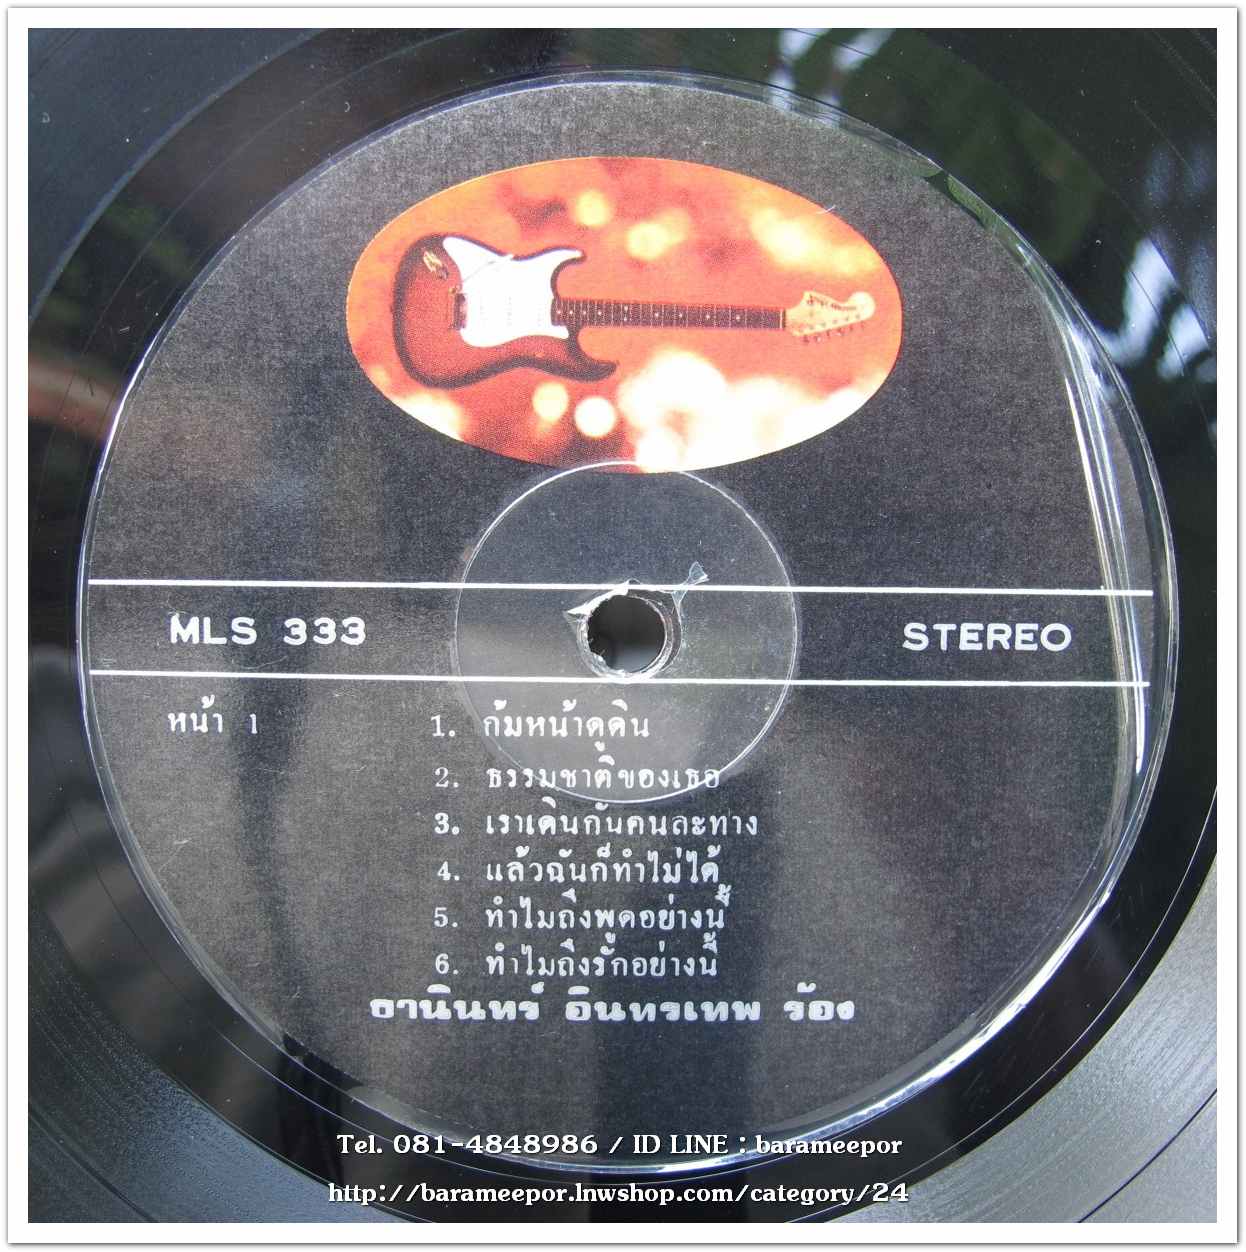 MLS 333
STEREO
หน้า 1
1. ก้มหน้าดูดิน
2. ธรรมชาติของเธอ
3. เราเดินกันคนละทาง
4. แล้วฉันก็ทำไม่ได้
5. ทำไมถึงพูดอย่างนี้
6. ทำไมถึงรักอย่างนี้
ธานินทร์ อินทรเทพ ร้อง
Tel. 081-4848986 / ID LINE : barameepor
http://barameepor.lnwshop.com/category/24